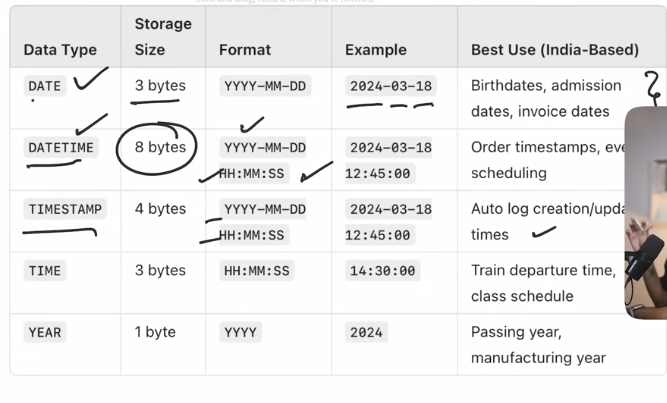 Storage
Data Type Size Format Example Best Use (India-Based)
DATE 3 bytes YYYY-MM-DD 2024-03-18 Birthdates, admission
dates, invoice dates
DATETIME 8 bytes YYYY-MM-DD 2024-03-18 Order timestamps, eve
HH:MM:SS 12:45:00 scheduling
TIMESTAMP 4 bytes YYYY-MM-DD 2024-03-18 Auto log creation/upda
HH:MM:SS 12:45:00 times
TIME 3 bytes HH:MM:SS 14:30:00 Train departure time,
class schedule
YEAR 1 byte YYYY 2024 Passing year,
manufacturing year